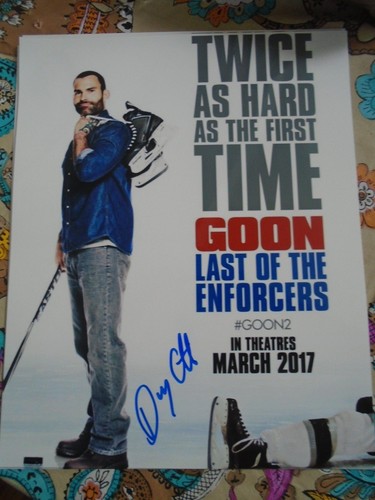 TWICE
AS HARD
AS THE FIRST
TIME
GOON
LAST OF THE
ENFORCERS
#GOON2
IN THEATRES
MARCH 2017